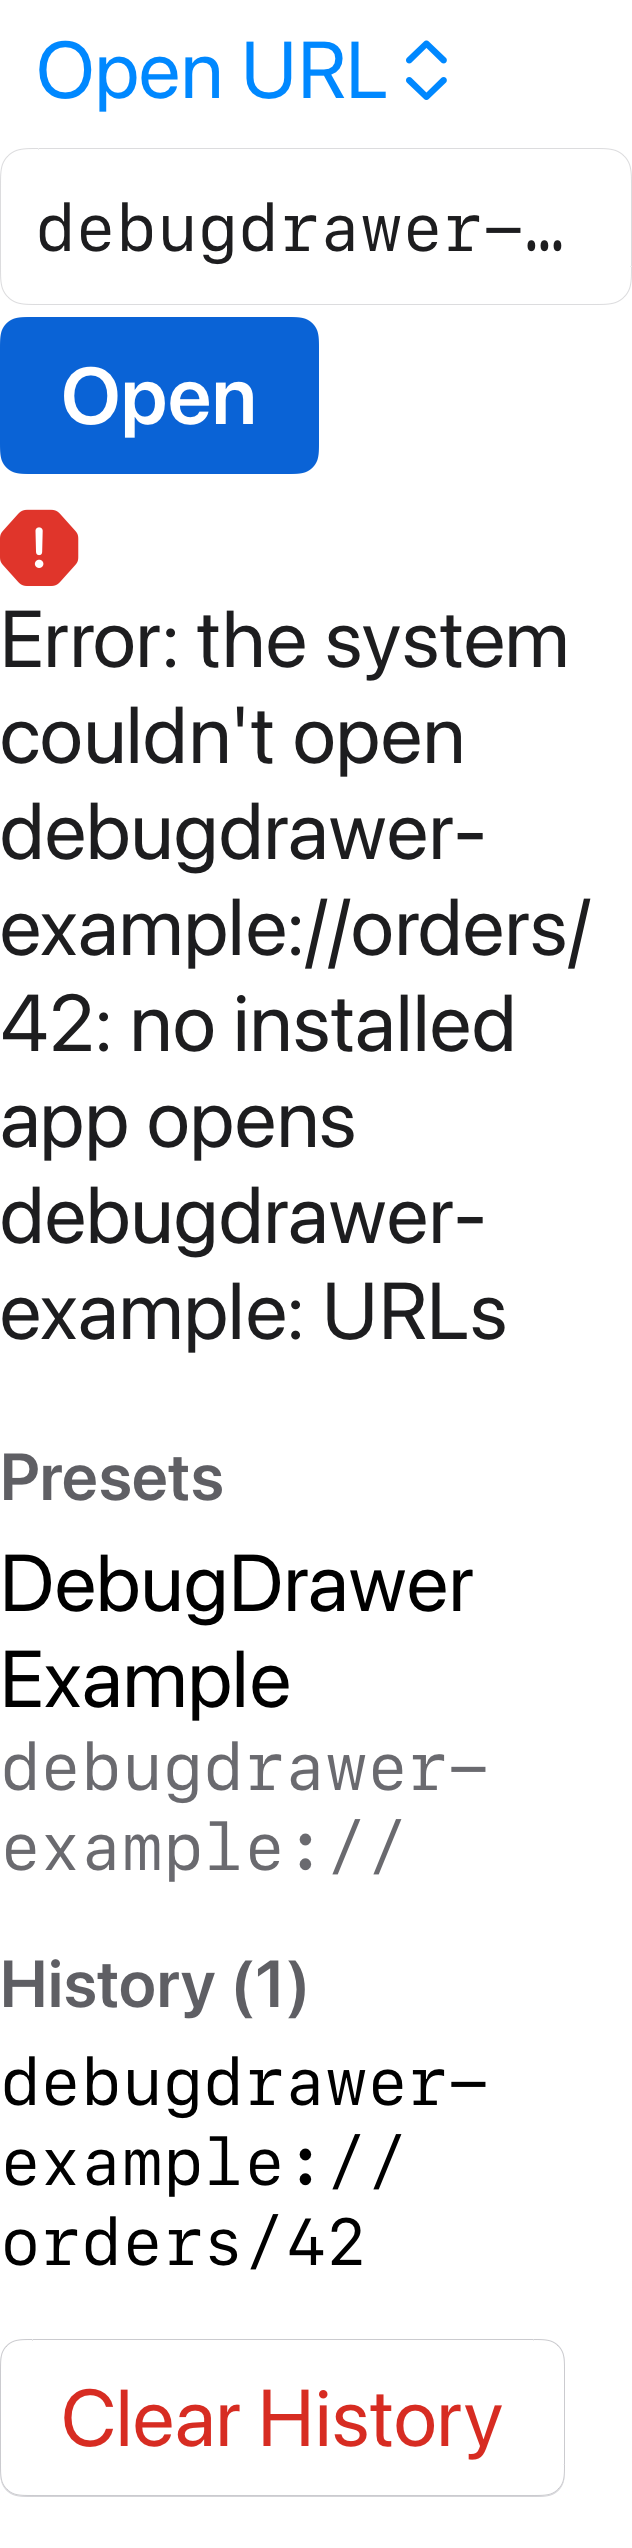 Open URL
debugdrawer-…
Open
Error: the system
couldn't open
debugdrawer-
example://orders/
42: no installed
app opens
debugdrawer-
example: URLs
Presets
DebugDrawer
Example
debugdrawer-
example://
History (1)
debugdrawer-
example://
orders/42
Clear History